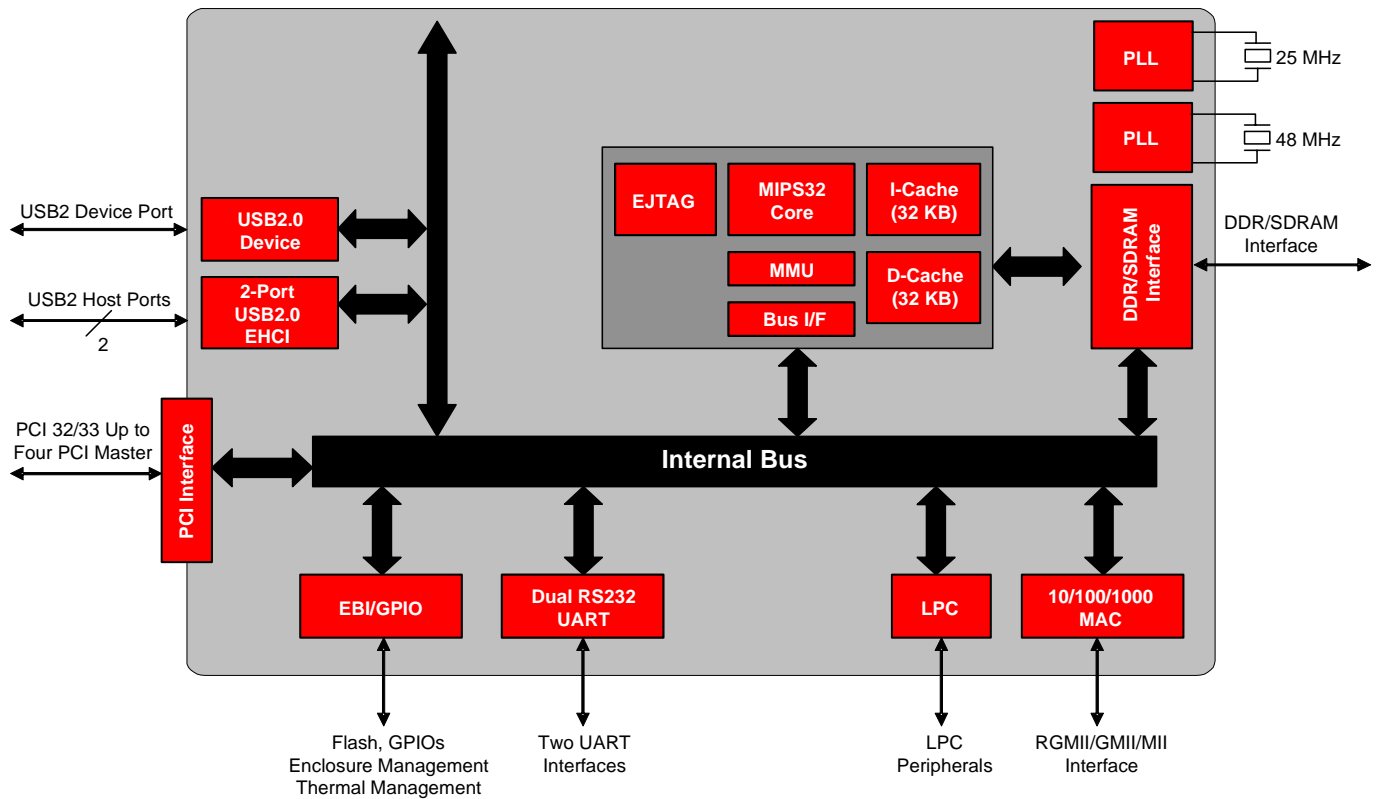 PLL
25 MHz
PLL
48 MHz
EJTAG
MIPS32
Core
I-Cache
(32 KB)
MMU
D-Cache
(32 KB)
Bus I/F
DDR/SDRAM
Interface
DDR/SDRAM
Interface
USB2 Device Port
USB2.0
Device
USB2 Host Ports
2
2-Port
USB2.0
EHCI
PCI 32/33 Up to
Four PCI Master
PCI Interface
Internal Bus
EBI/GPIO
Dual RS232
UART
LPC
10/100/1000
MAC
Flash, GPIOs
Enclosure Management
Thermal Management
Two UART
Interfaces
LPC
Peripherals
RGMII/GMII/MII
Interface